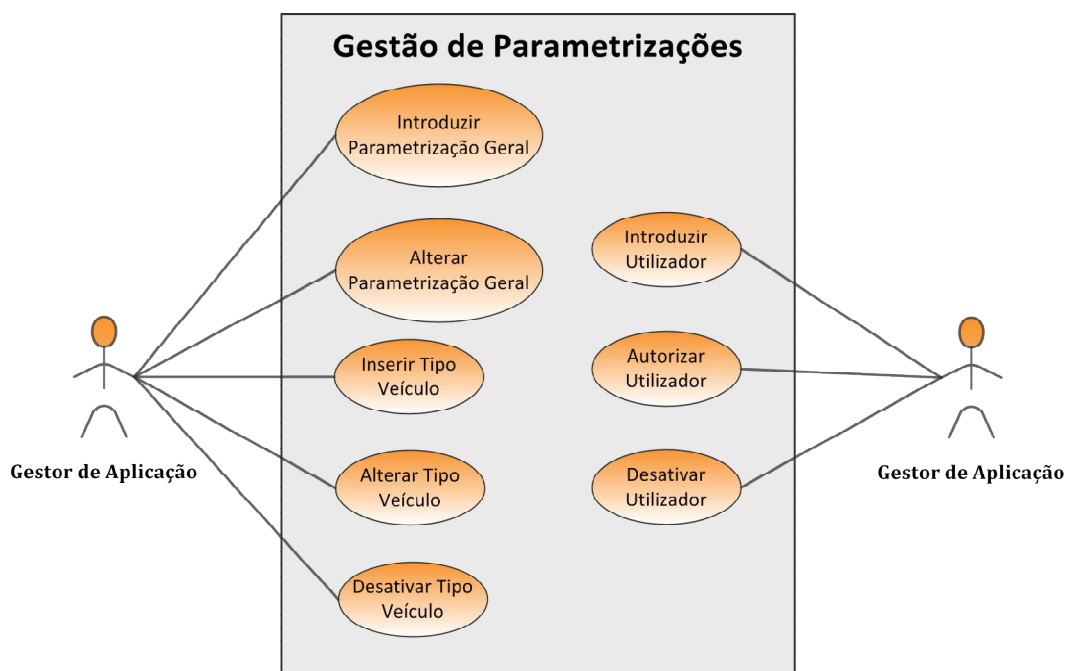 Gestão de Parametrizações
Introduzir
Parametrização Geral
Alterar
Parametrização Geral
Inserir Tipo
Veículo
Alterar Tipo
Veículo
Desativar Tipo
Veículo
Introduzir
Utilizador
Autorizar
Utilizador
Desativar
Utilizador
Gestor de Aplicação
Gestor de Aplicação